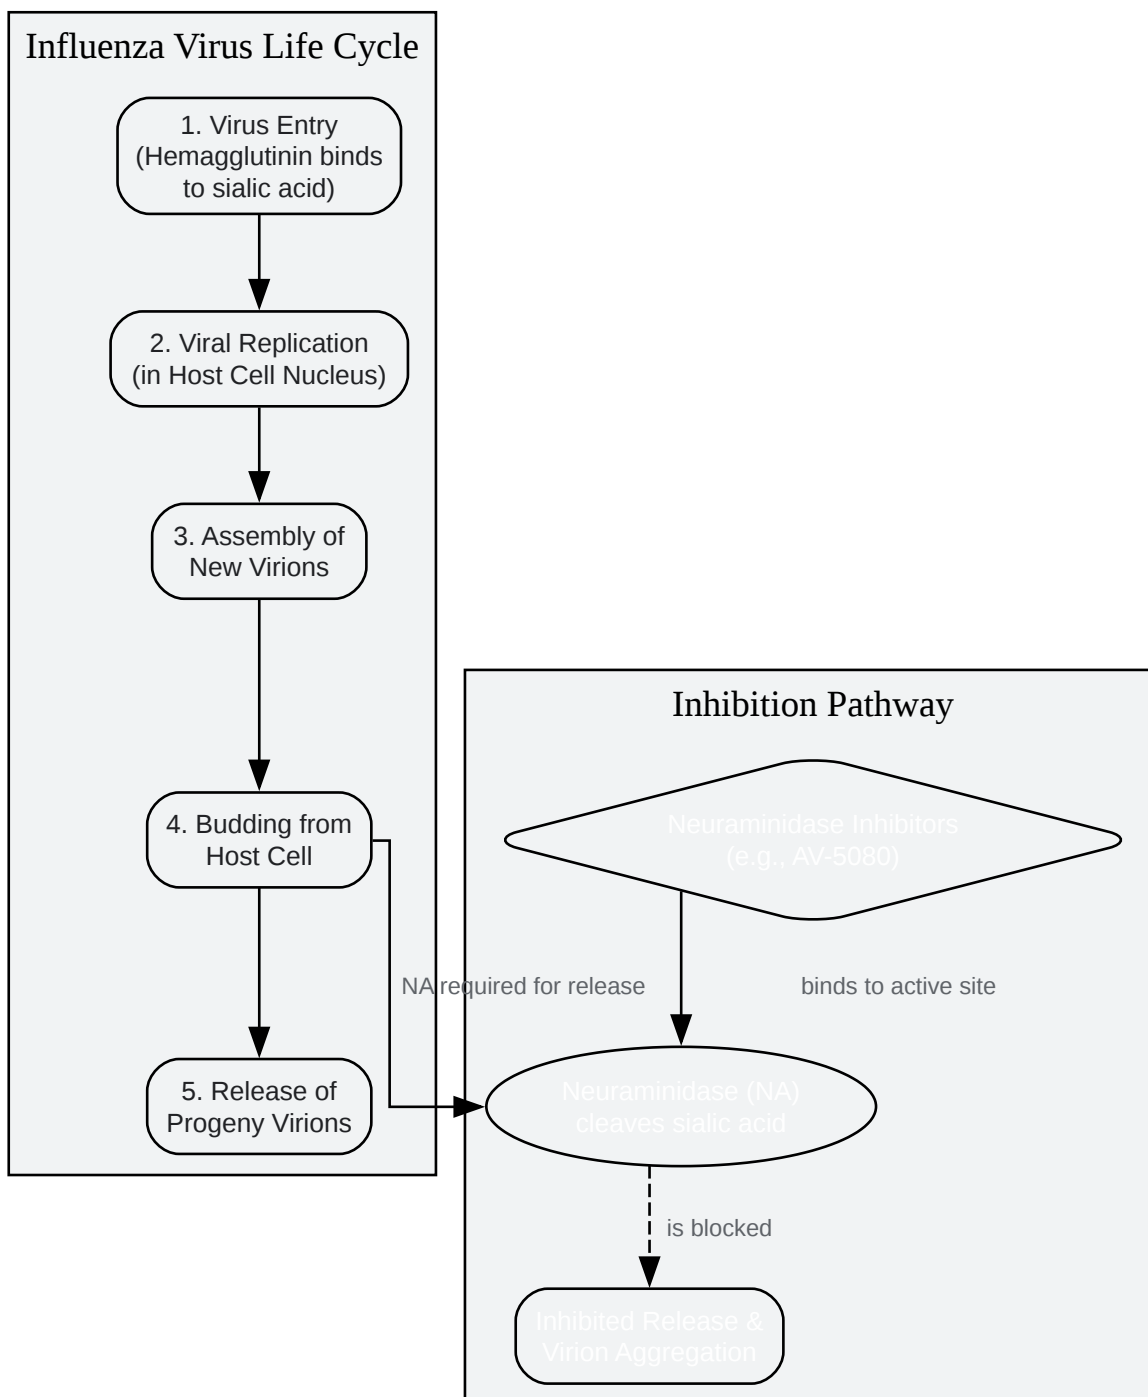 Influenza Virus Life Cycle
1. Virus Entry
(Hemagglutinin binds
to sialic acid)
2. Viral Replication
(in Host Cell Nucleus)
3. Assembly of
New Virions
4. Budding from
Host Cell
5. Release of
Progeny Virions
Inhibition Pathway
Neuraminidase Inhibitors
(e.g., AV-5080)
NA required for release
binds to active site
Neuraminidase (NA)
cleaves sialic acid
is blocked
Inhibited Release &
Virion Aggregation